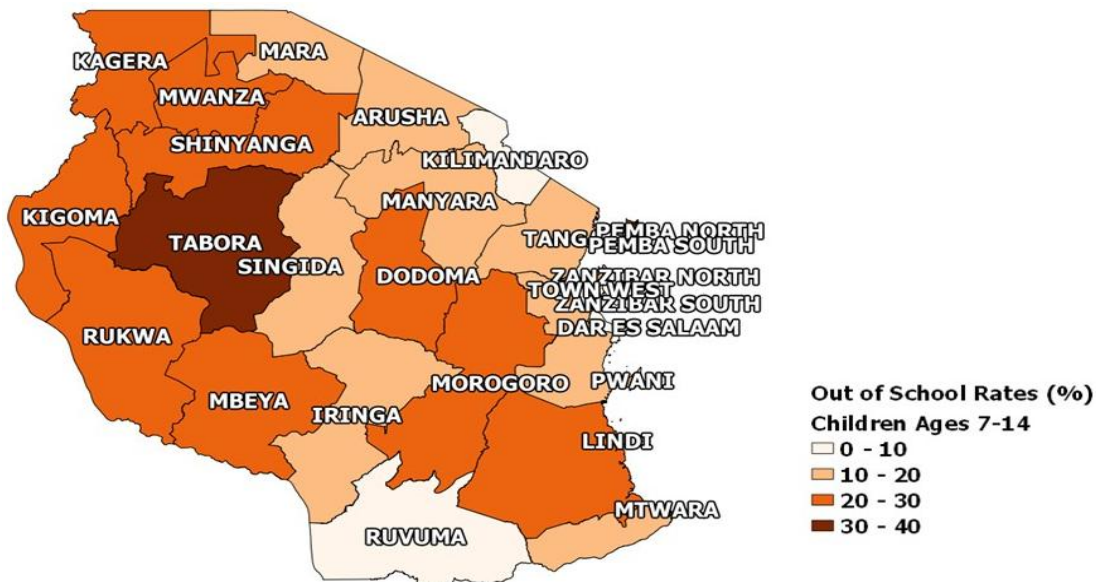 KAGERA
MARA
MWANZA
ARUSHA
SHINYANGA
KILIMANJARO
MANYARA
KIGOMA
TANG
PEMBA NORTH
PEMBA SOUTH
TABORA
SINGIDA
DODOMA
ZANZIBAR NORTH
TOWN WEST
ZANZIBAR SOUTH
DAR ES SALAAM
RUKWA
MOROGORO
PWANI
MBEYA
IRINGA
LINDI
MTWARA
RUVUMA
Out of School Rates (%)
Children Ages 7-14
0 - 10
10 - 20
20 - 30
30 - 40